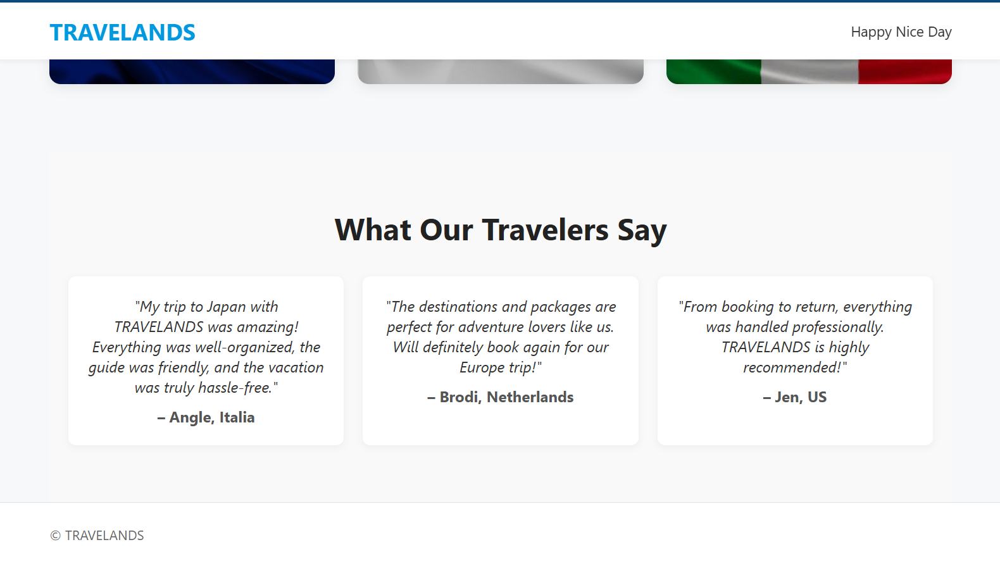 TRAVELANDS
Happy Nice Day
What Our Travelers Say
"My trip to Japan with
TRAVELANDS was amazing!
Everything was well-organized, the
guide was friendly, and the vacation
was truly hassle-free."
– Angle, Italia
"The destinations and packages are
perfect for adventure lovers like us.
Will definitely book again for our
Europe trip!"
– Brodi, Netherlands
"From booking to return, everything
was handled professionally.
TRAVELANDS is highly
recommended!"
– Jen, US
© TRAVELANDS